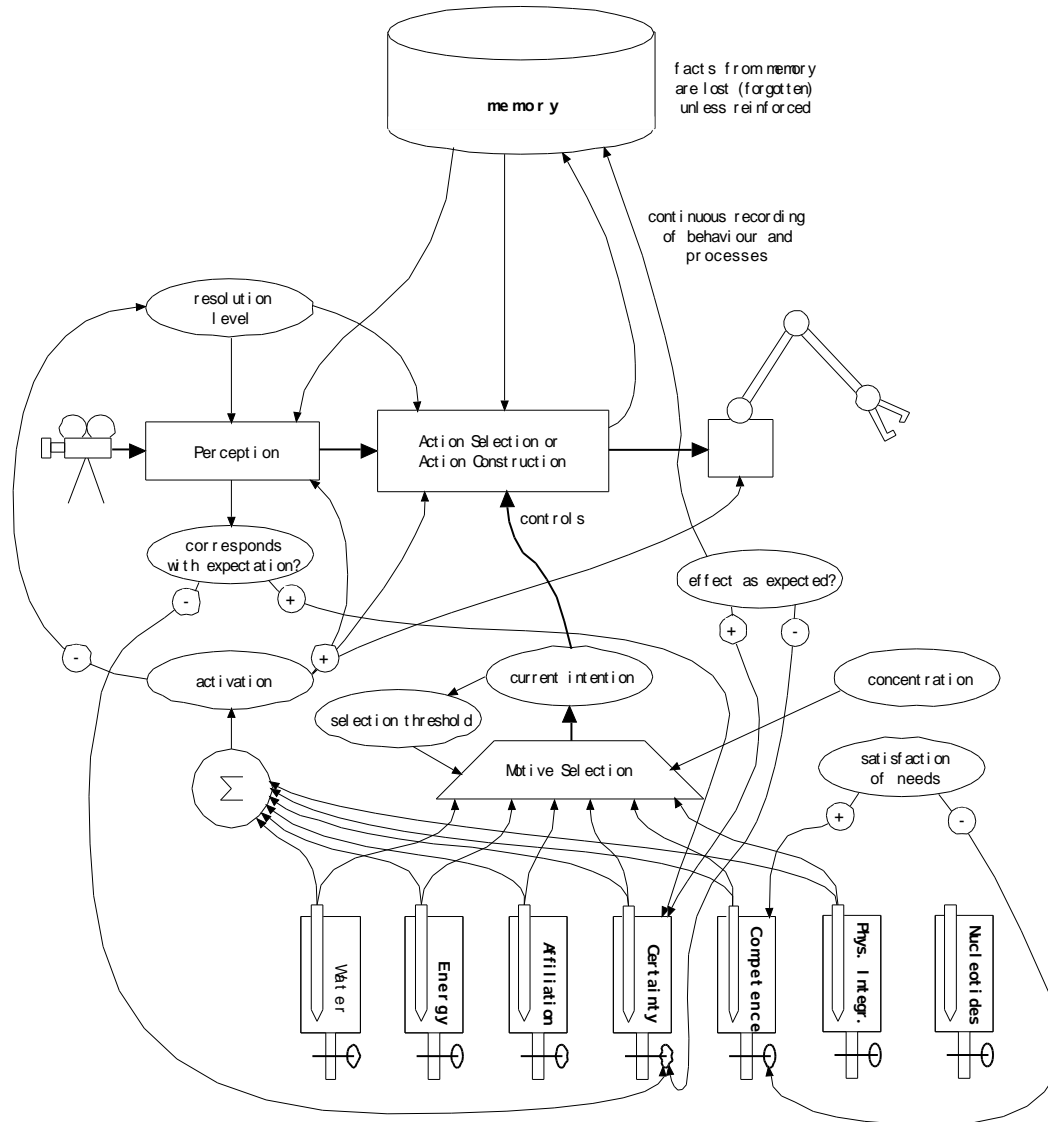 memory
facts from memory
are lost (forgotten)
unless reinforced
continuous recording
of behaviour and
processes
resolution
level
Perception
Action Selection or
Action Construction
controls
corresponds
with expectation?
-
+
effect as expected?
+
-
-
activation
+
current intention
concentration
selection threshold
Motive Selection
satisfaction
of needs
+
-
Σ
Water
Energy
Affiliation
Certainty
Competence
Phys. Integr.
Nucleotides